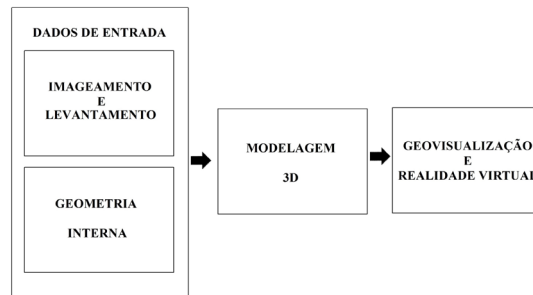 DADOS DE ENTRADA
IMAGEAMENTO
E
LEVANTAMENTO
GEOMETRIA
INTERNA
MODELAGEM
3D
GEOVISUALIZAÇÃO
E
REALIDADE VIRTUAL